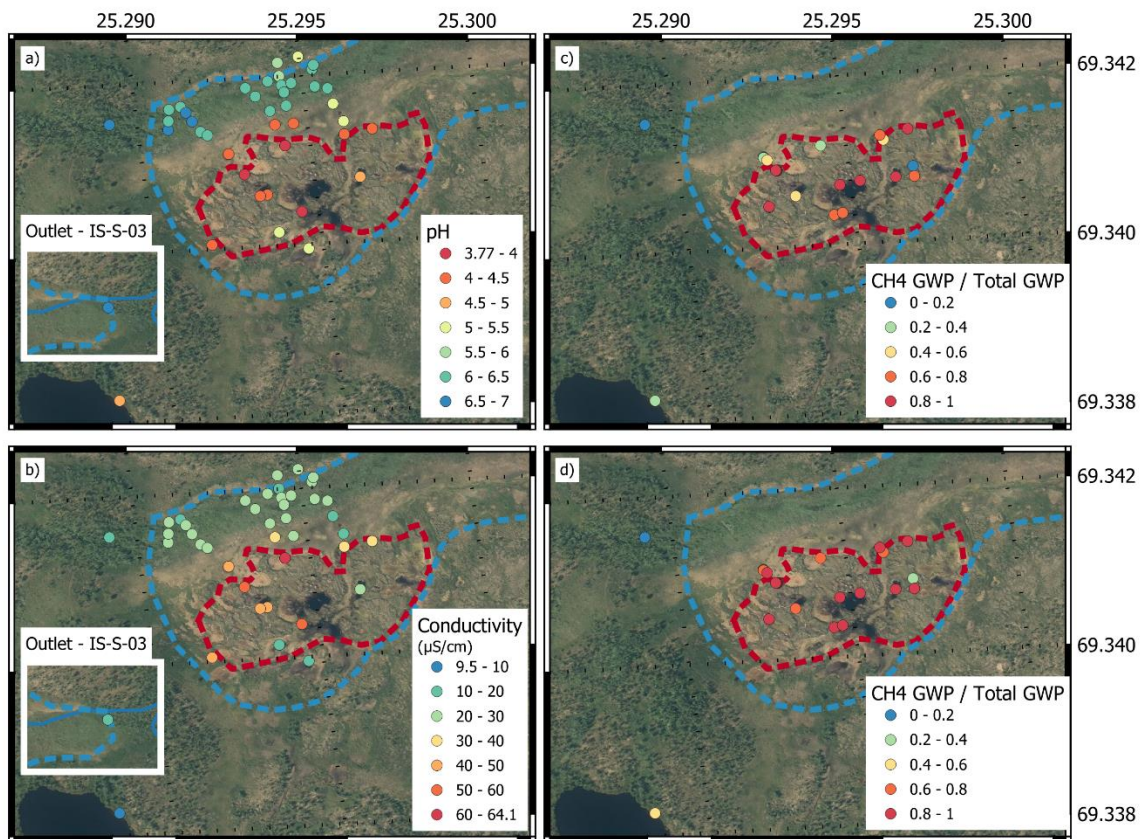 25.290 25.295 25.300 25.290 25.295 25.300
a)
c)
69.342
Outlet - IS-S-03
pH
3.77 - 4
4 - 4.5
4.5 - 5
5 - 5.5
5.5 - 6
6 - 6.5
6.5 - 7
69.340
CH4 GWP / Total GWP
0 - 0.2
0.2 - 0.4
0.4 - 0.6
0.6 - 0.8
0.8 - 1
69.338
b)
d)
69.342
Outlet - IS-S-03
Conductivity
(µS/cm)
9.5 - 10
10 - 20
20 - 30
30 - 40
40 - 50
50 - 60
60 - 64.1
69.340
CH4 GWP / Total GWP
0 - 0.2
0.2 - 0.4
0.4 - 0.6
0.6 - 0.8
0.8 - 1
69.338